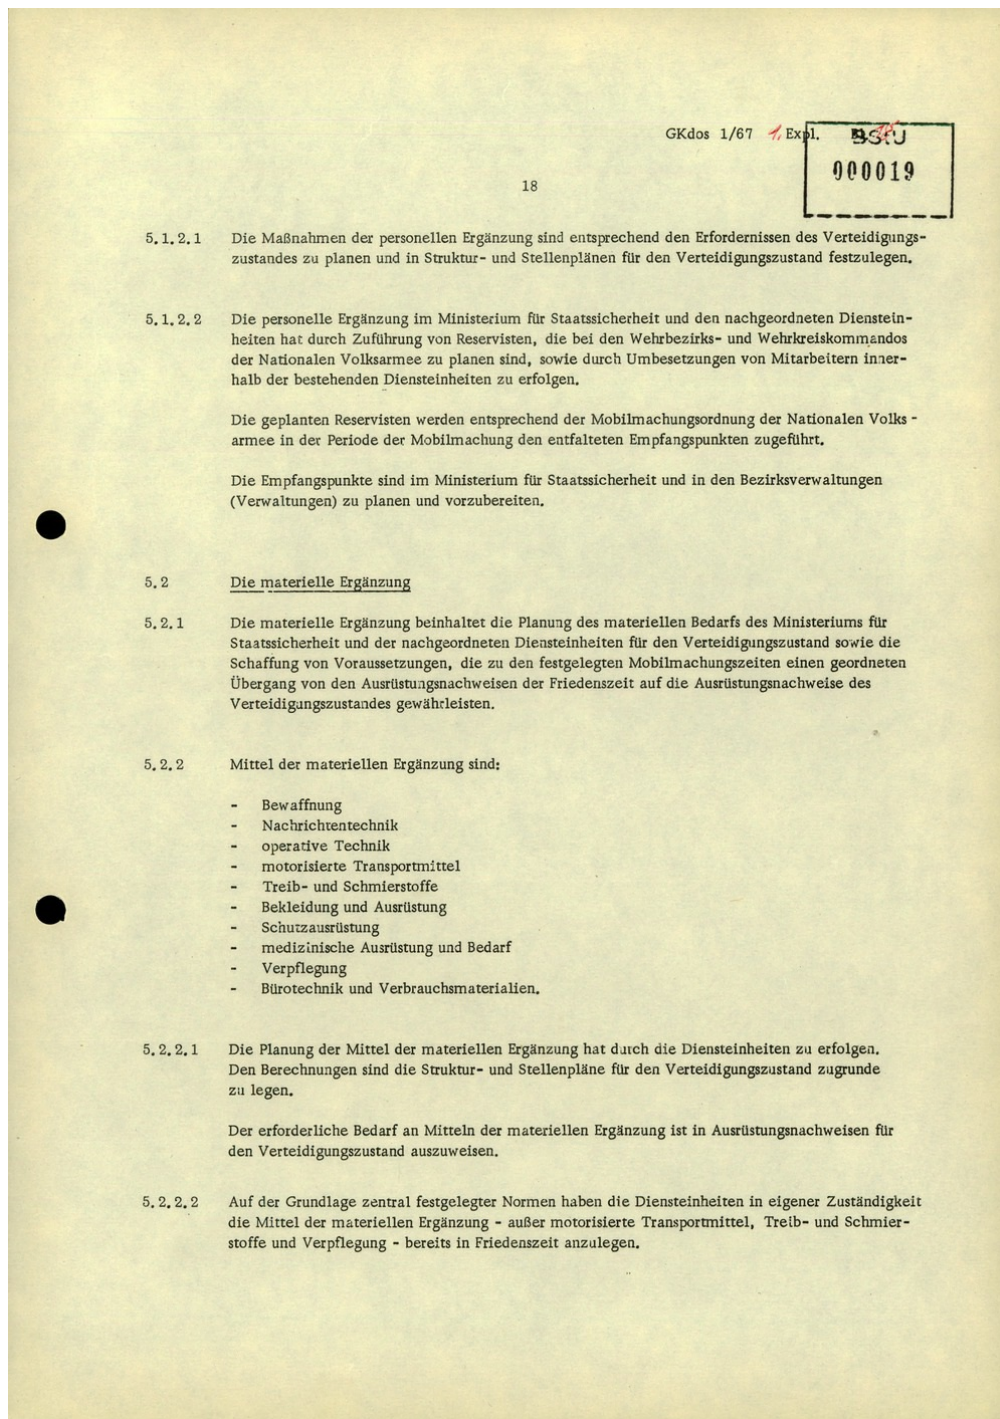 GKdos 1/67 1. Expl. Bl. 18
BStU
000019
18
5.1.2.1 Die Maßnahmen der personellen Ergänzung sind entsprechend den Erfordernissen des Verteidigungs-
zustandes zu planen und in Struktur- und Stellenplänen für den Verteidigungszustand festzulegen.
5.1.2.2 Die personelle Ergänzung im Ministerium für Staatssicherheit und den nachgeordneten Dienstein-
heiten hat durch Zuführung von Reservisten, die bei den Wehrbezirks- und Wehrkreiskommandos
der Nationalen Volksarmee zu planen sind, sowie durch Umbesetzungen von Mitarbeitern inner-
halb der bestehenden Diensteinheiten zu erfolgen.
Die geplanten Reservisten werden entsprechend der Mobilmachungsordnung der Nationalen Volks-
armee in der Periode der Mobilmachung den entfalteten Empfangspunkten zugeführt.
Die Empfangspunkte sind im Ministerium für Staatssicherheit und in den Bezirksverwaltungen
(Verwaltungen) zu planen und vorzubereiten.
5.2 Die materielle Ergänzung
5.2.1 Die materielle Ergänzung beinhaltet die Planung des materiellen Bedarfs des Ministeriums für
Staatssicherheit und der nachgeordneten Diensteinheiten für den Verteidigungszustand sowie die
Schaffung von Voraussetzungen, die zu den festgelegten Mobilmachungszeiten einen geordneten
Übergang von den Ausrüstungsnachweisen der Friedenszeit auf die Ausrüstungsnachweise des
Verteidigungszustandes gewährleisten.
5.2.2 Mittel der materiellen Ergänzung sind:
- Bewaffnung
- Nachrichtentechnik
- operative Technik
- motorisierte Transportmittel
- Treib- und Schmierstoffe
- Bekleidung und Ausrüstung
- Schutzausrüstung
- medizinische Ausrüstung und Bedarf
- Verpflegung
- Bürotechnik und Verbrauchsmaterialien.
5.2.2.1 Die Planung der Mittel der materiellen Ergänzung hat durch die Diensteinheiten zu erfolgen.
Den Berechnungen sind die Struktur- und Stellenpläne für den Verteidigungszustand zugrunde
zu legen.
Der erforderliche Bedarf an Mitteln der materiellen Ergänzung ist in Ausrüstungsnachweisen für
den Verteidigungszustand auszuweisen.
5.2.2.2 Auf der Grundlage zentral festgelegter Normen haben die Diensteinheiten in eigener Zuständigkeit
die Mittel der materiellen Ergänzung - außer motorisierte Transportmittel, Treib- und Schmier-
stoffe und Verpflegung - bereits in Friedenszeit anzulegen.